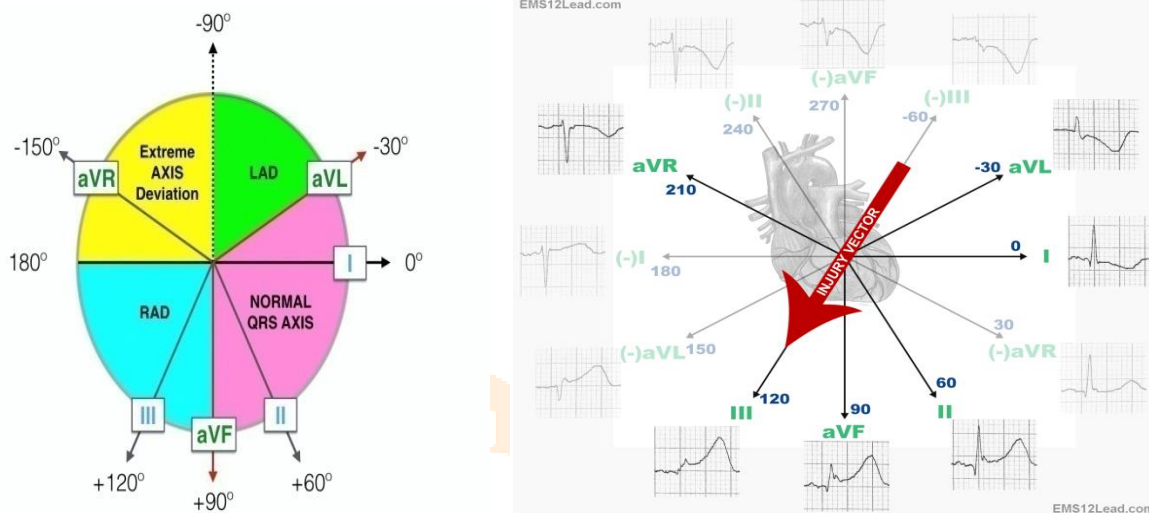 -90°
-150°
-30°
Extreme
AXIS
Deviation
LAD
aVR
aVL
180°
I
0°
RAD
NORMAL
QRS AXIS
III
aVF
II
+120°
+90°
+60°
EMS12Lead.com
(-)aVF
(-)II
270
(-)III
240
-60
aVR
aVL
210
-30
INJURY VECTOR
(-)I
180
0
I
(-)aVL
150
30
(-)aVR
III
120
90
aVF
60
II
EMS12Lead.com